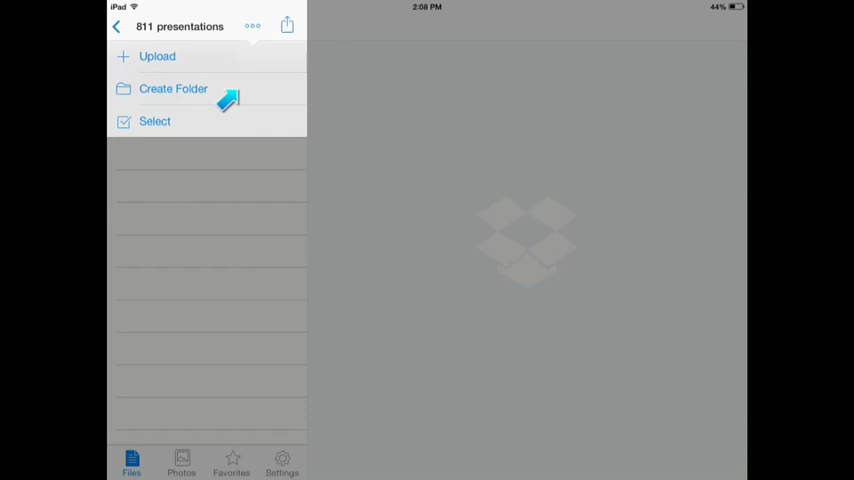 iPad
2:08 PM
44%
811 presentations
Upload
Create Folder
Select
Files
Photos
Favorites
Settings